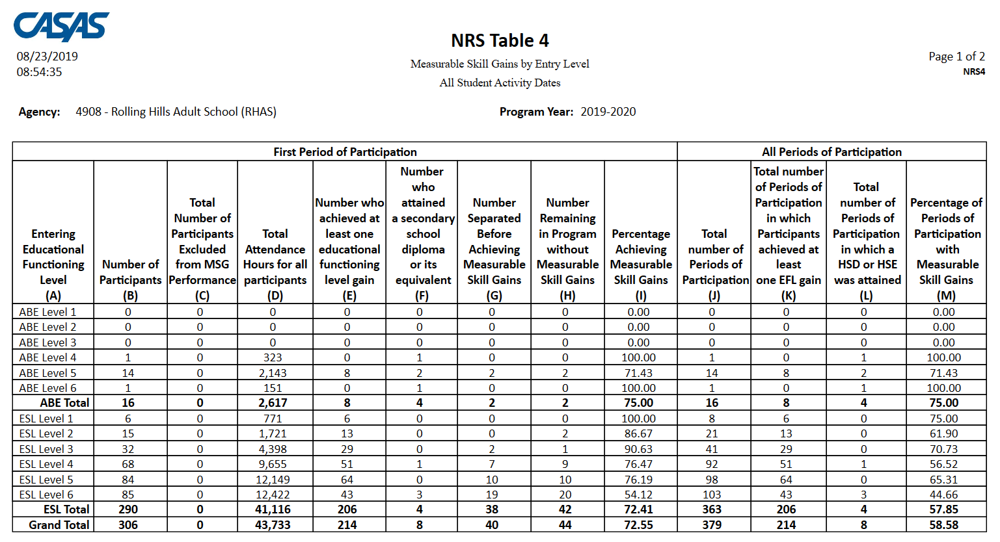 CASAS
08/23/2019
08:54:35
NRS Table 4
Measurable Skill Gains by Entry Level
All Student Activity Dates
Page 1 of 2
NRS4
Agency: 4908 - Rolling Hills Adult School (RHAS)
Program Year: 2019-2020
First Period of Participation
All Periods of Participation
Entering
Educational
Functioning
Level
(A)
Number of
Participants
(B)
Total
Number of
Participants
Excluded
from MSG
Performance
(C)
Total
Attendance
Hours for all
participants
(D)
Number who
achieved at
least one
educational
functioning
level gain
(E)
Number
who
attained
a secondary
school
diploma
or its
equivalent
(F)
Number
Separated
Before
Achieving
Measurable
Skill Gains
(G)
Number
Remaining
in Program
without
Measurable
Skill Gains
(H)
Percentage
Achieving
Measurable
Skill Gains
(I)
Total
number of
Periods of
Participation
(J)
Total number
of Periods of
Participation
in which
Participants
achieved at
least
one EFL gain
(K)
Total
number of
Periods of
Participation
in which a
HSD or HSE
was attained
(L)
Percentage of
Periods of
Participation
with
Measurable
Skill Gains
(M)
ABE Level 1 0 0 0 0 0 0 0 0.00 0 0 0 0.00
ABE Level 2 0 0 0 0 0 0 0 0.00 0 0 0 0.00
ABE Level 3 0 0 0 0 0 0 0 0.00 0 0 0 0.00
ABE Level 4 1 0 323 0 1 0 0 100.00 1 0 1 100.00
ABE Level 5 14 0 2,143 8 2 2 2 71.43 14 8 2 71.43
ABE Level 6 1 0 151 0 1 0 0 100.00 1 0 1 100.00
ABE Total 16 0 2,617 8 4 2 2 75.00 16 8 4 75.00
ESL Level 1 6 0 771 6 0 0 0 100.00 8 6 0 75.00
ESL Level 2 15 0 1,721 13 0 0 2 86.67 21 13 0 61.90
ESL Level 3 32 0 4,398 29 0 2 1 90.63 41 29 0 70.73
ESL Level 4 68 0 9,655 51 1 7 9 76.47 92 51 1 56.52
ESL Level 5 84 0 12,149 64 0 10 10 76.19 98 64 0 65.31
ESL Level 6 85 0 12,422 43 3 19 20 54.12 103 43 3 44.66
ESL Total 290 0 41,116 206 4 38 42 72.41 363 206 4 57.85
Grand Total 306 0 43,733 214 8 40 44 72.55 379 214 8 58.58